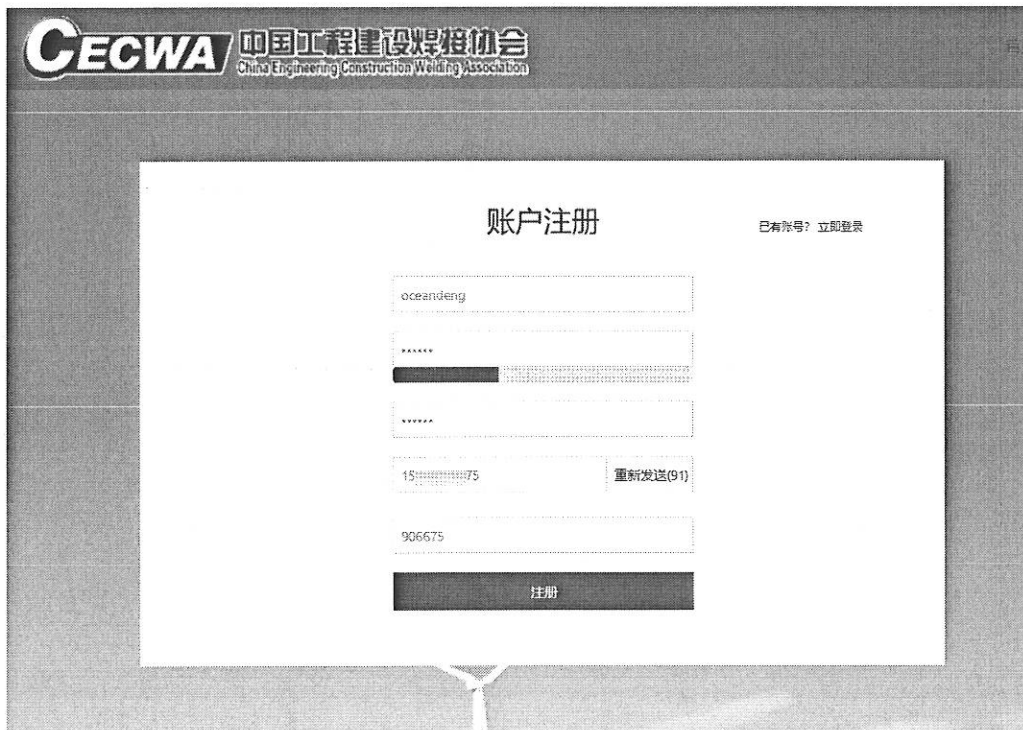 CECWA 中国工程建设焊接协会
China Engineering Construction Welding Association
账户注册
已有账号? 立即登录
oceandeng
******
******
15 75 重新发送(91)
906675
注册